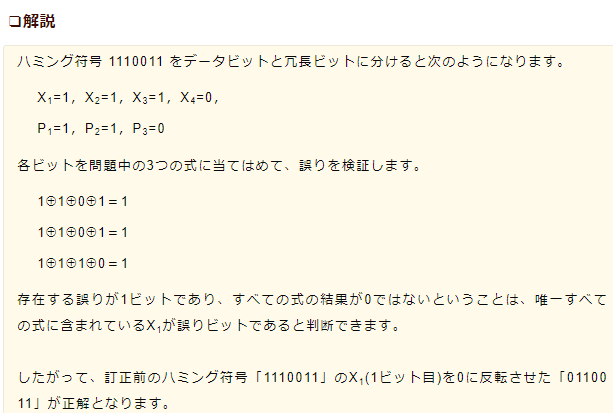 ❏解説
ハミング符号 1110011 をデータビットと冗長ビットに分けると次のようになります。
X₁=1，X₂=1，X₃=1，X₄=0，
P₁=1，P₂=1，P₃=0
各ビットを問題中の3つの式に当てはめて、誤りを検証します。
1⊕1⊕0⊕1＝1
1⊕1⊕0⊕1＝1
1⊕1⊕1⊕0＝1
存在する誤りが1ビットであり、すべての式の結果が0ではないということは、唯一すべて
の式に含まれているX₁が誤りビットであると判断できます。
したがって、訂正前のハミング符号「1110011」のX₁(1ビット目)を0に反転させた「01100
11」が正解となります。